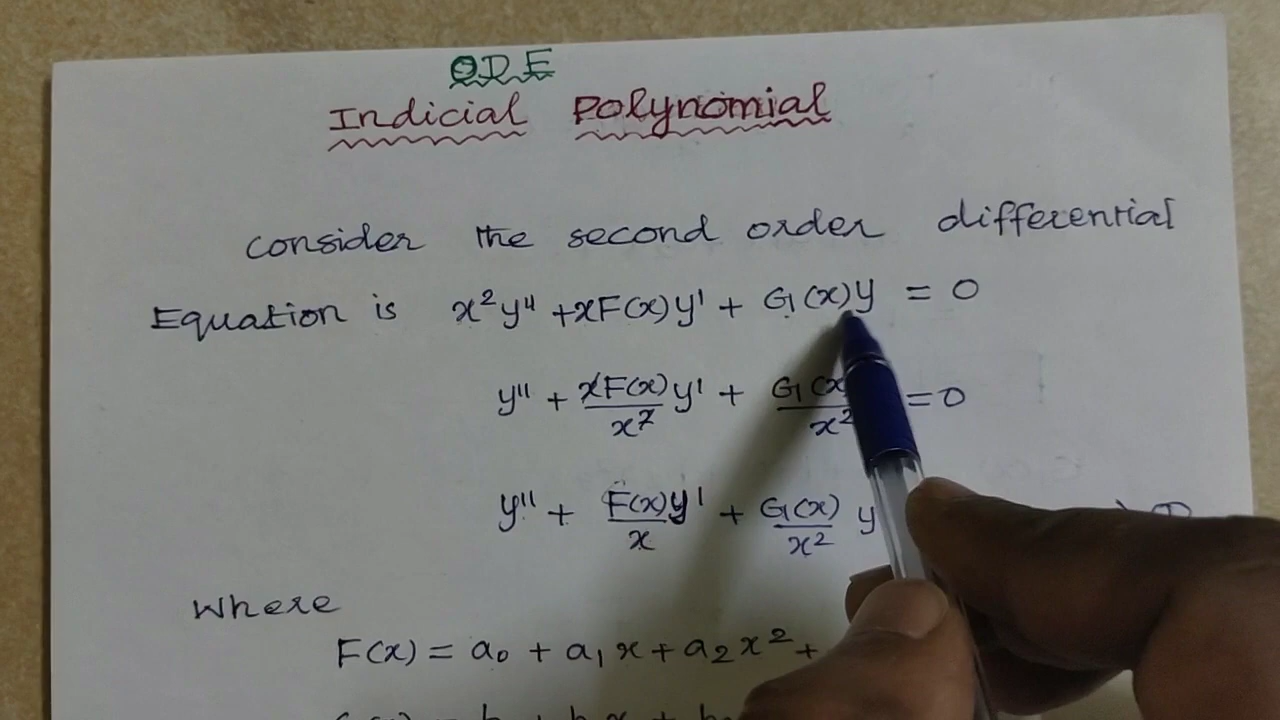 ODE
Indicial Polynomial
Consider the second order differential
Equation is x²y'' + xF(x)y' + G(x)y = 0
y'' + xF(x)/x² y' + G(x)/x² = 0
y'' + F(x)y'/x + G(x)/x² y
Where
F(x) = a₀ + a₁x + a₂x² +